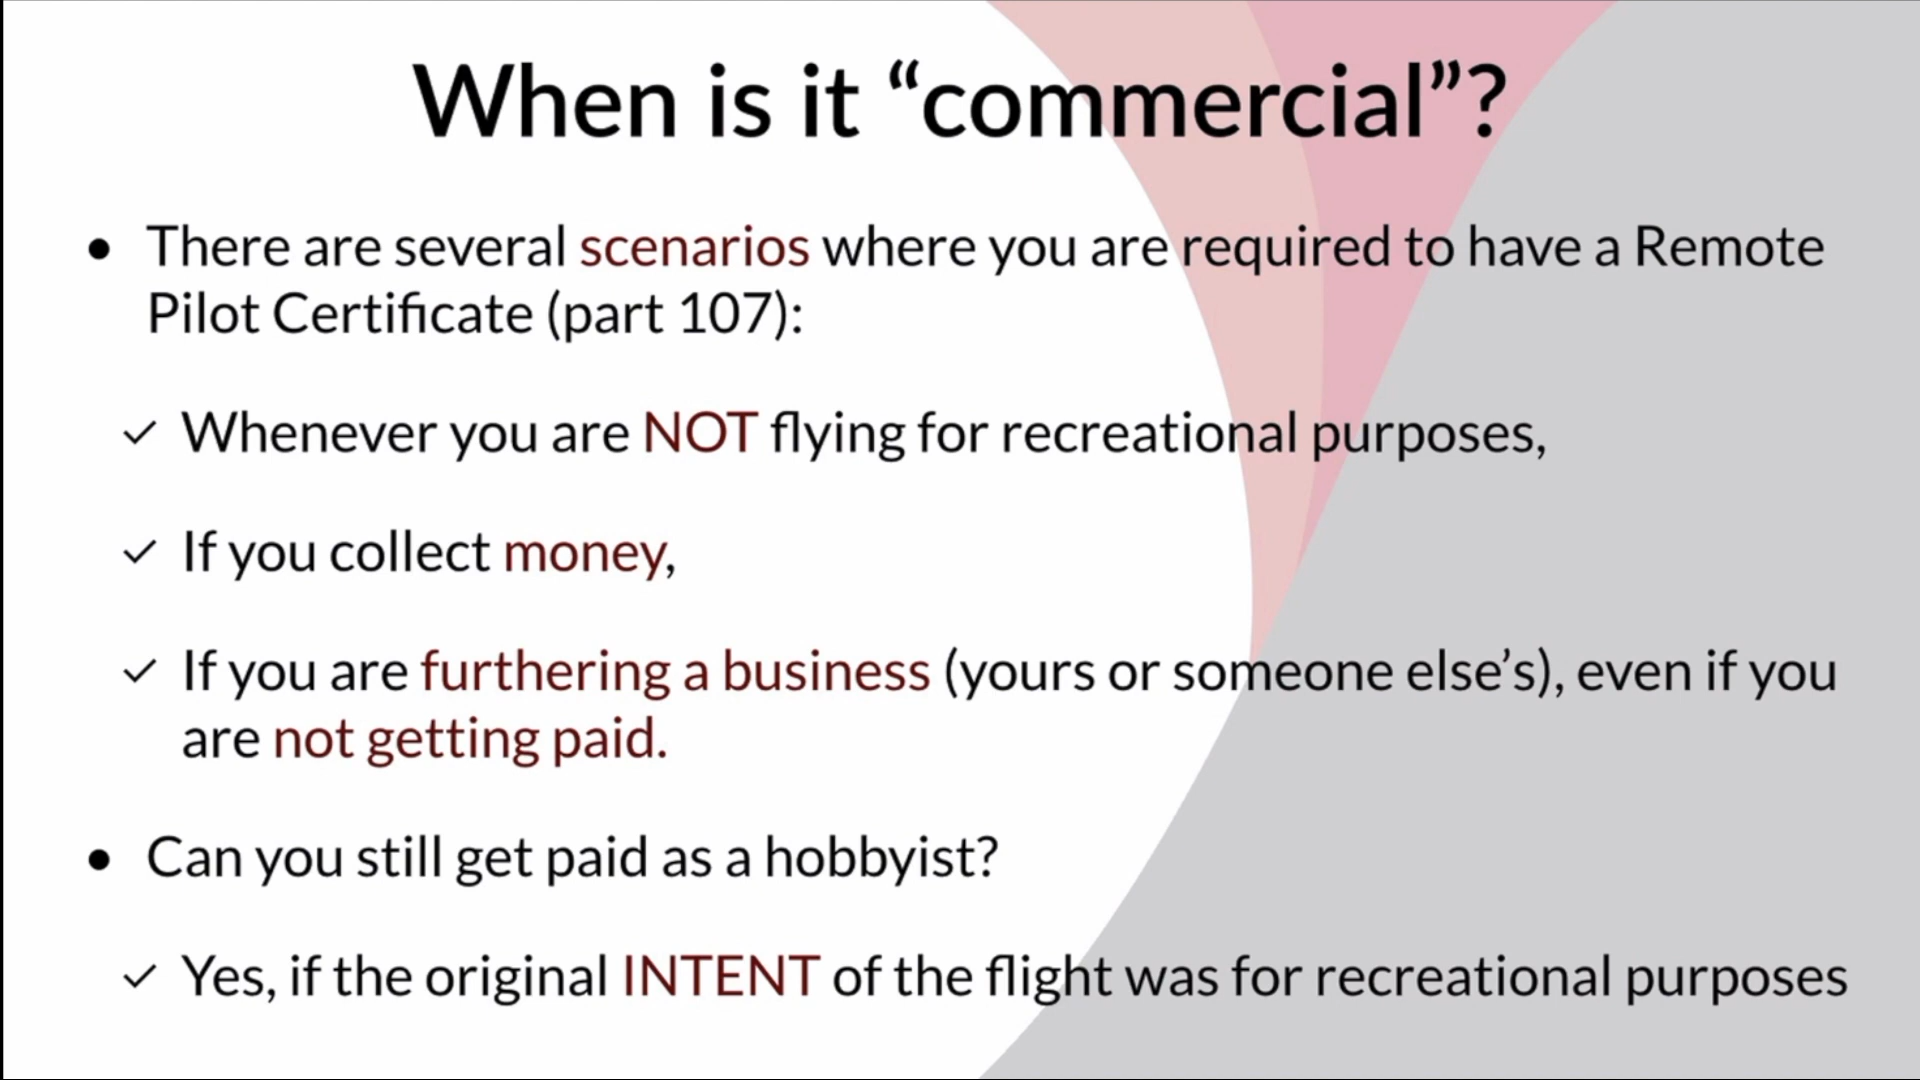 When is it “commercial”?
• There are several scenarios where you are required to have a Remote
Pilot Certificate (part 107):
✓ Whenever you are NOT flying for recreational purposes,
✓ If you collect money,
✓ If you are furthering a business (yours or someone else’s), even if you
are not getting paid.
• Can you still get paid as a hobbyist?
✓ Yes, if the original INTENT of the flight was for recreational purposes